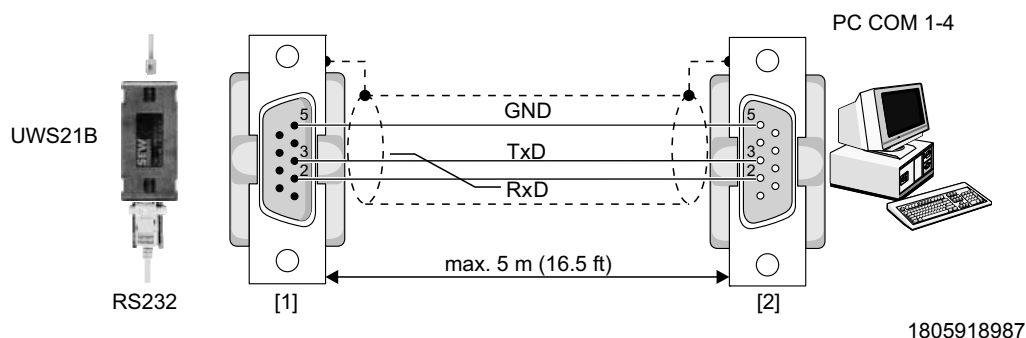 PC COM 1-4
UWS21B
SEW
RS232
5
3
2
GND
TxD
RxD
5
3
2
max. 5 m (16.5 ft)
[1]
[2]
1805918987